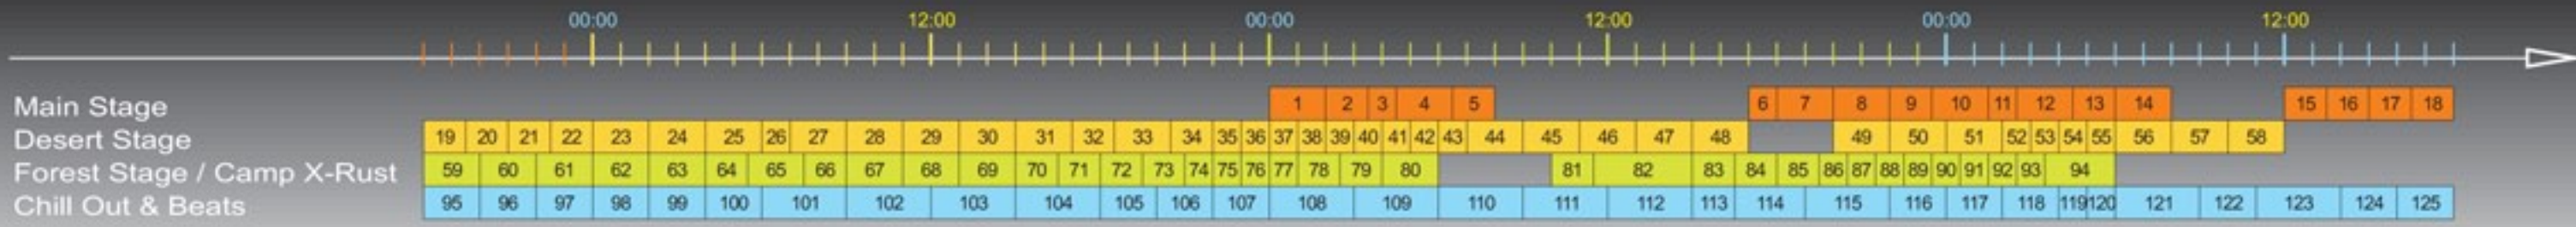 00:00 12:00 00:00 12:00 00:00 12:00
Main Stage 1 2 3 4 5 6 7 8 9 10 11 12 13 14 15 16 17 18
Desert Stage 19 20 21 22 23 24 25 26 27 28 29 30 31 32 33 34 35 36 37 38 39 40 41 42 43 44 45 46 47 48 49 50 51 52 53 54 55 56 57 58
Forest Stage / Camp X-Rust 59 60 61 62 63 64 65 66 67 68 69 70 71 72 73 74 75 76 77 78 79 80 81 82 83 84 85 86 87 88 89 90 91 92 93 94
Chill Out & Beats 95 96 97 98 99 100 101 102 103 104 105 106 107 108 109 110 111 112 113 114 115 116 117 118 119 120 121 122 123 124 125